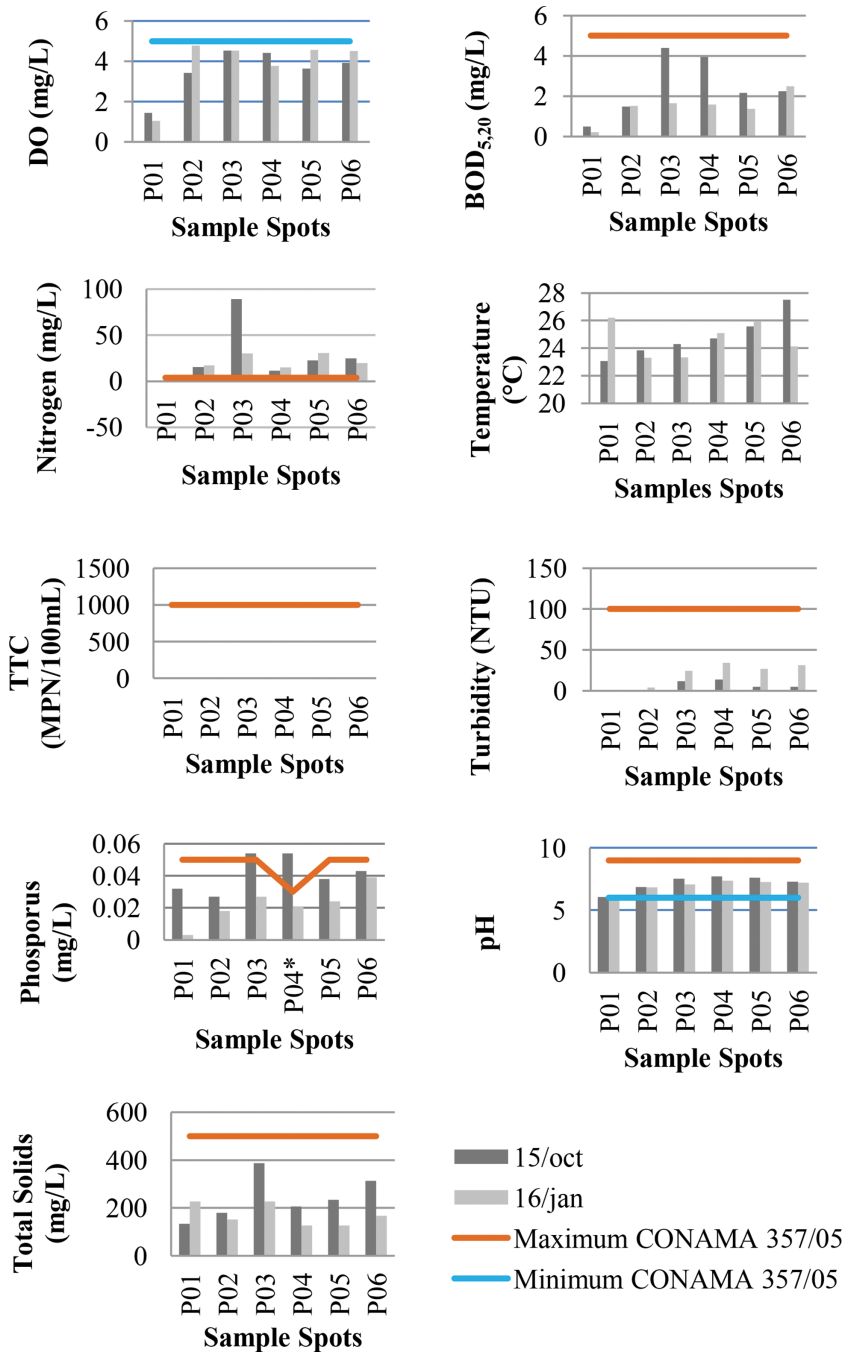 DO (mg/L)
6
4
2
0
P01
P02
P03
P04
P05
P06
Sample Spots
BOD5,20 (mg/L)
6
4
2
0
P01
P02
P03
P04
P05
P06
Sample Spots
Nitrogen (mg/L)
100
50
0
-50
P01
P02
P03
P04
P05
P06
Sample Spots
Temperature
(°C)
28
26
24
22
20
P01
P02
P03
P04
P05
P06
Samples Spots
TTC
(MPN/100mL)
1500
1000
500
0
P01
P02
P03
P04
P05
P06
Sample Spots
Turbidity (NTU)
150
100
50
0
P01
P02
P03
P04
P05
P06
Sample Spots
Phosporus
(mg/L)
0.06
0.04
0.02
0
P01
P02
P03
P04*
P05
P06
Sample Spots
pH
10
5
0
P01
P02
P03
P04
P05
P06
Sample Spots
Total Solids
(mg/L)
600
400
200
0
P01
P02
P03
P04
P05
P06
Sample Spots
15/oct
16/jan
Maximum CONAMA 357/05
Minimum CONAMA 357/05